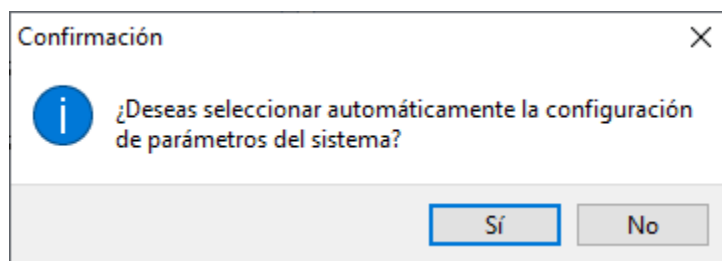 Confirmación
¿Deseas seleccionar automáticamente la configuración
de parámetros del sistema?
Sí
No